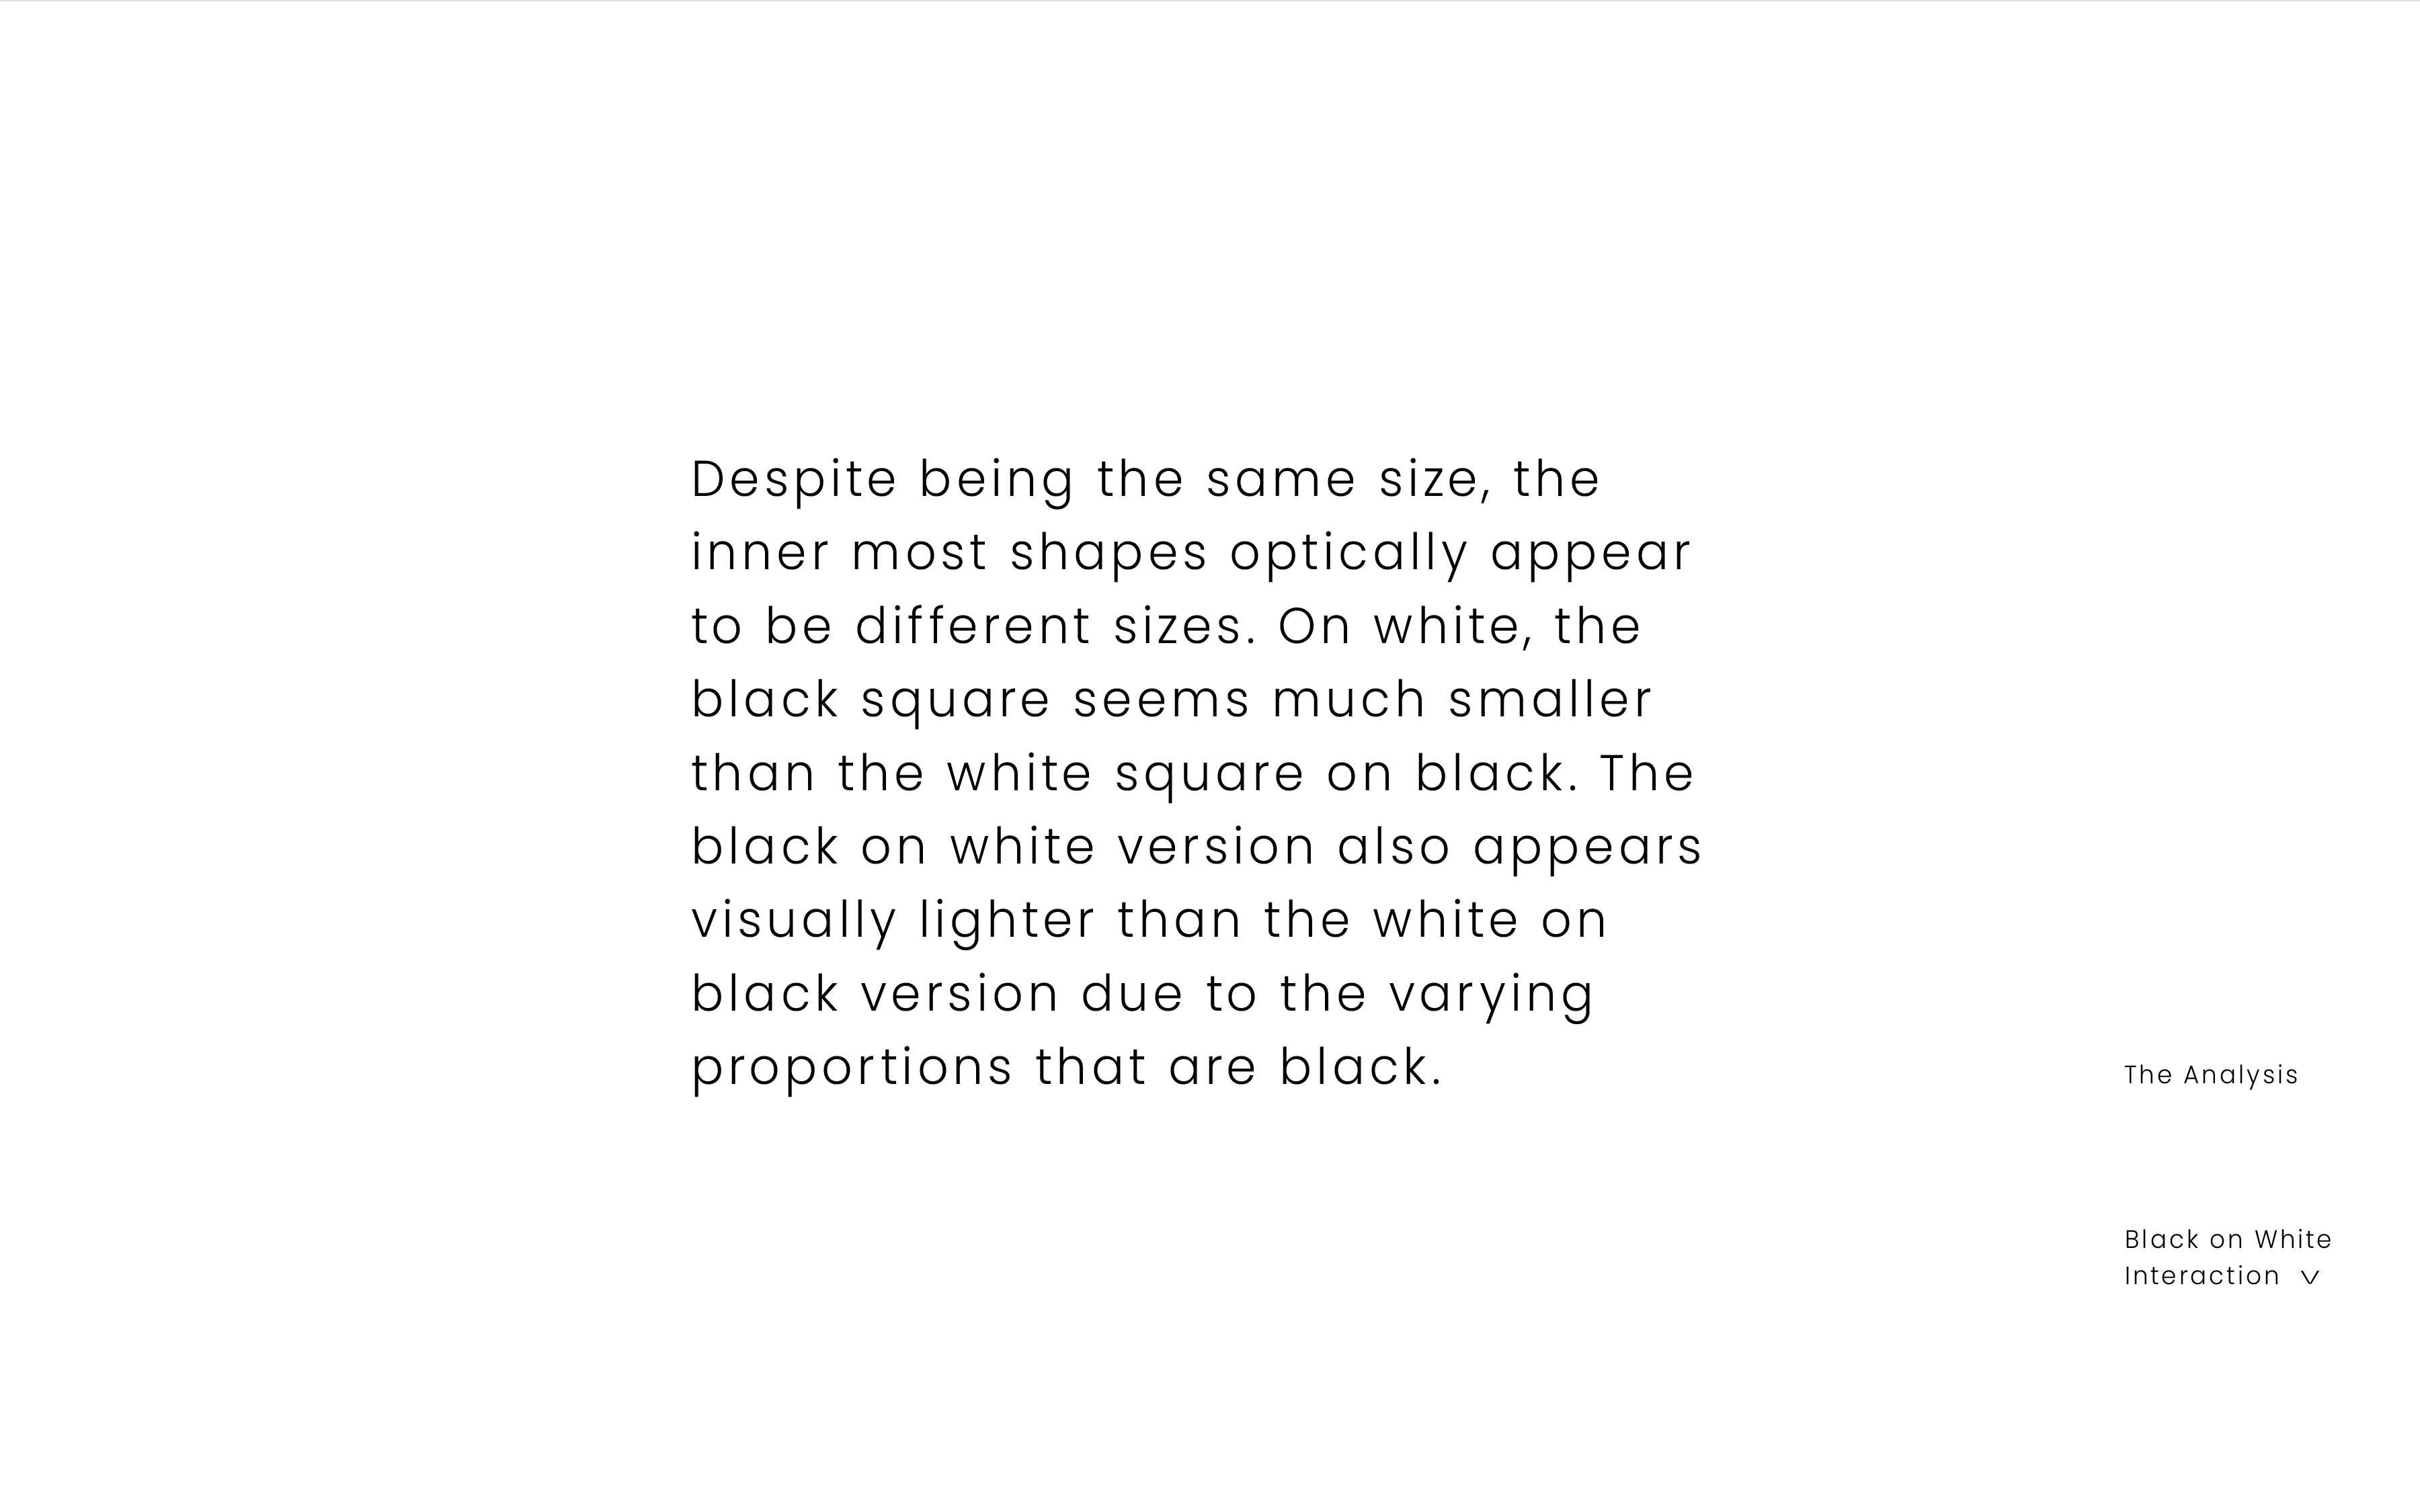 Despite being the same size, the
inner most shapes optically appear
to be different sizes. On white, the
black square seems much smaller
than the white square on black. The
black on white version also appears
visually lighter than the white on
black version due to the varying
proportions that are black.
The Analysis
Black on White
Interaction